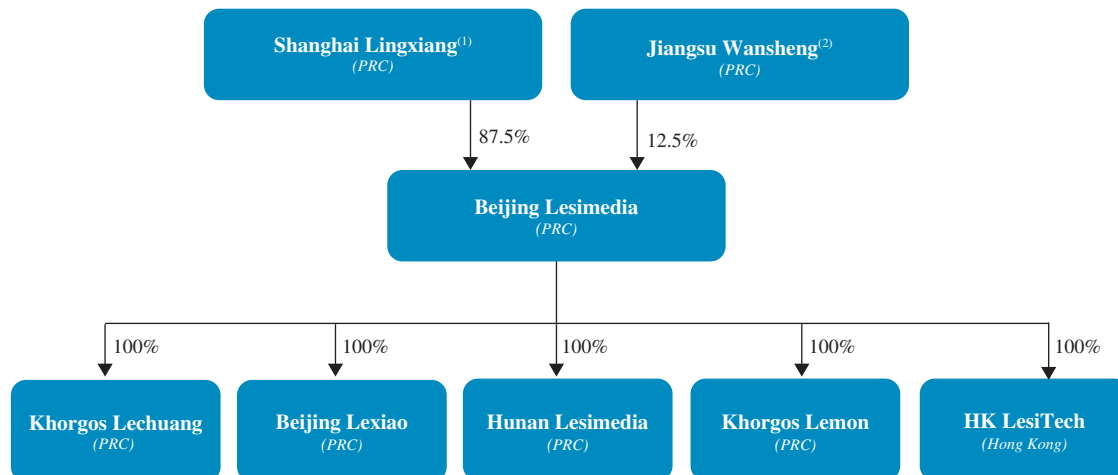 Shanghai Lingxiang(1)
(PRC)
Jiangsu Wansheng(2)
(PRC)
87.5%
12.5%
Beijing Lesimedia
(PRC)
100%
100%
100%
100%
100%
Khorgos Lechuang
(PRC)
Beijing Lexiao
(PRC)
Hunan Lesimedia
(PRC)
Khorgos Lemon
(PRC)
HK LesiTech
(Hong Kong)